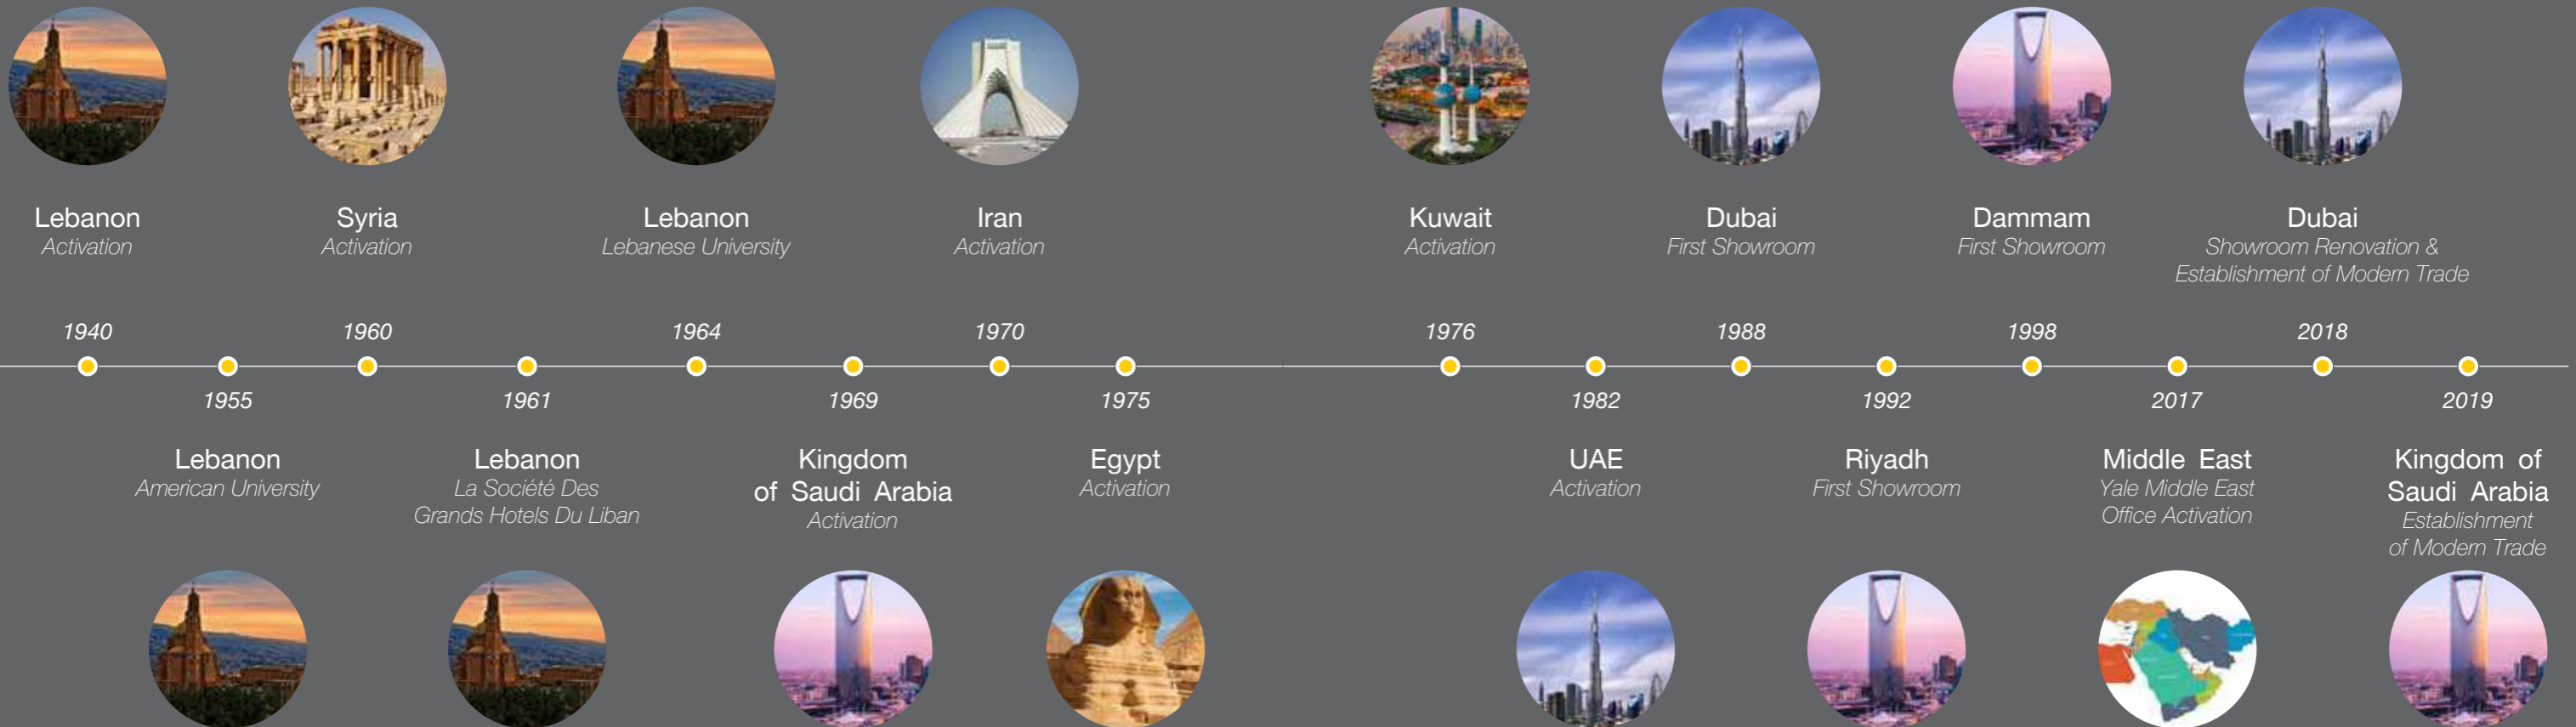 Lebanon
Activation
Syria
Activation
Lebanon
Lebanese University
Iran
Activation
Kuwait
Activation
Dubai
First Showroom
Dammam
First Showroom
Dubai
Showroom Renovation &
Establishment of Modern Trade
1940
1960
1964
1970
1976
1988
1998
2018
1955
1961
1969
1975
1982
1992
2017
2019
Lebanon
American University
Lebanon
La Société Des
Grands Hotels Du Liban
Kingdom
of Saudi Arabia
Activation
Egypt
Activation
UAE
Activation
Riyadh
First Showroom
Middle East
Yale Middle East
Office Activation
Kingdom of
Saudi Arabia
Establishment
of Modern Trade